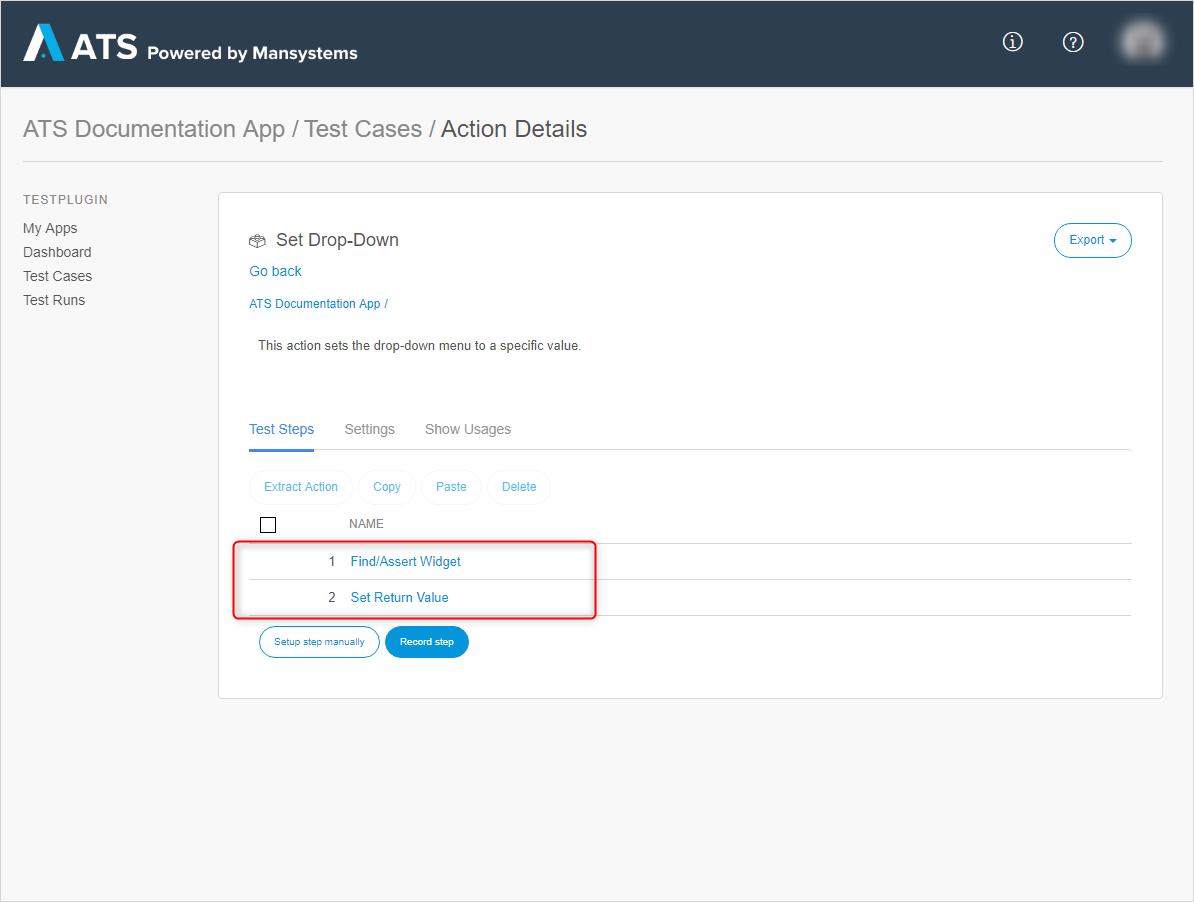 ATS Powered by Mansystems
ATS Documentation App / Test Cases / Action Details
TESTPLUGIN
My Apps
Dashboard
Test Cases
Test Runs
Set Drop-Down
Export
Go back
ATS Documentation App /
This action sets the drop-down menu to a specific value.
Test Steps Settings Show Usages
Extract Action Copy Paste Delete
NAME
1 Find/Assert Widget
2 Set Return Value
Setup step manually Record step